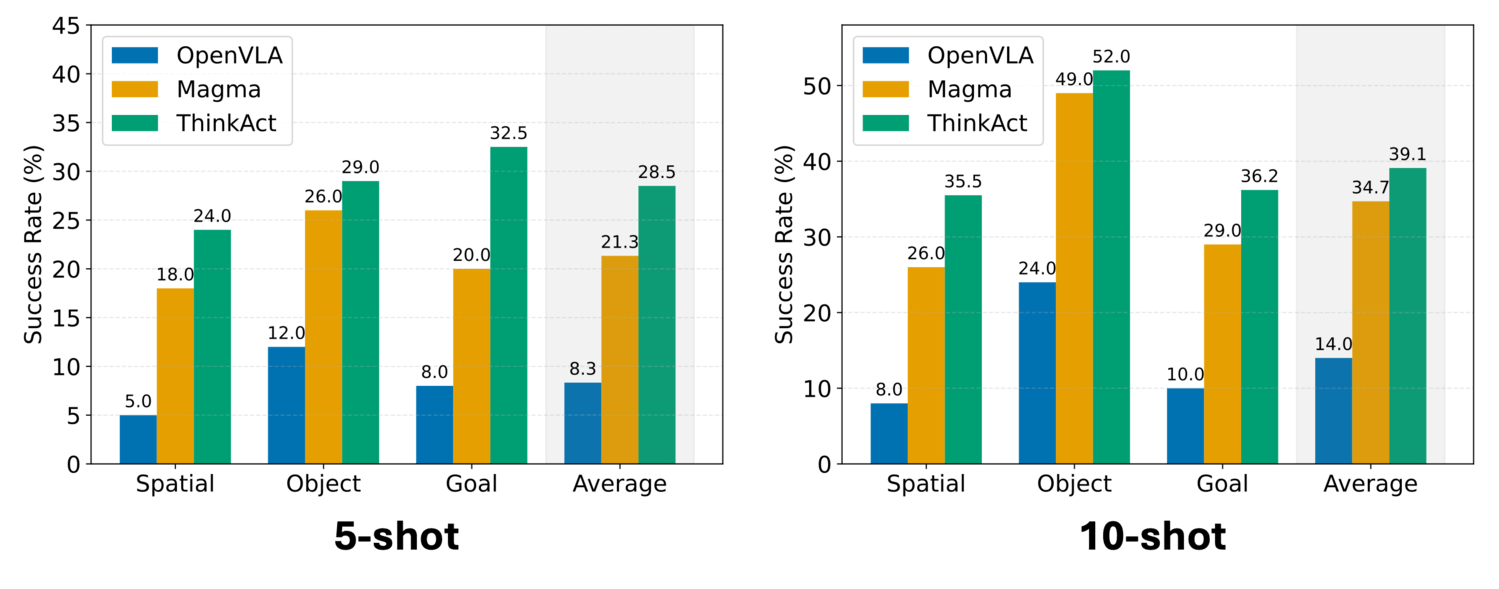 OpenVLA
Magma
ThinkAct
Success Rate (%)
45
40
35
30
25
20
15
10
5
0
5.0
18.0
24.0
12.0
26.0
29.0
8.0
20.0
32.5
8.3
21.3
28.5
Spatial
Object
Goal
Average
5-shot
OpenVLA
Magma
ThinkAct
Success Rate (%)
50
40
30
20
10
0
8.0
26.0
35.5
24.0
49.0
52.0
10.0
29.0
36.2
14.0
34.7
39.1
Spatial
Object
Goal
Average
10-shot